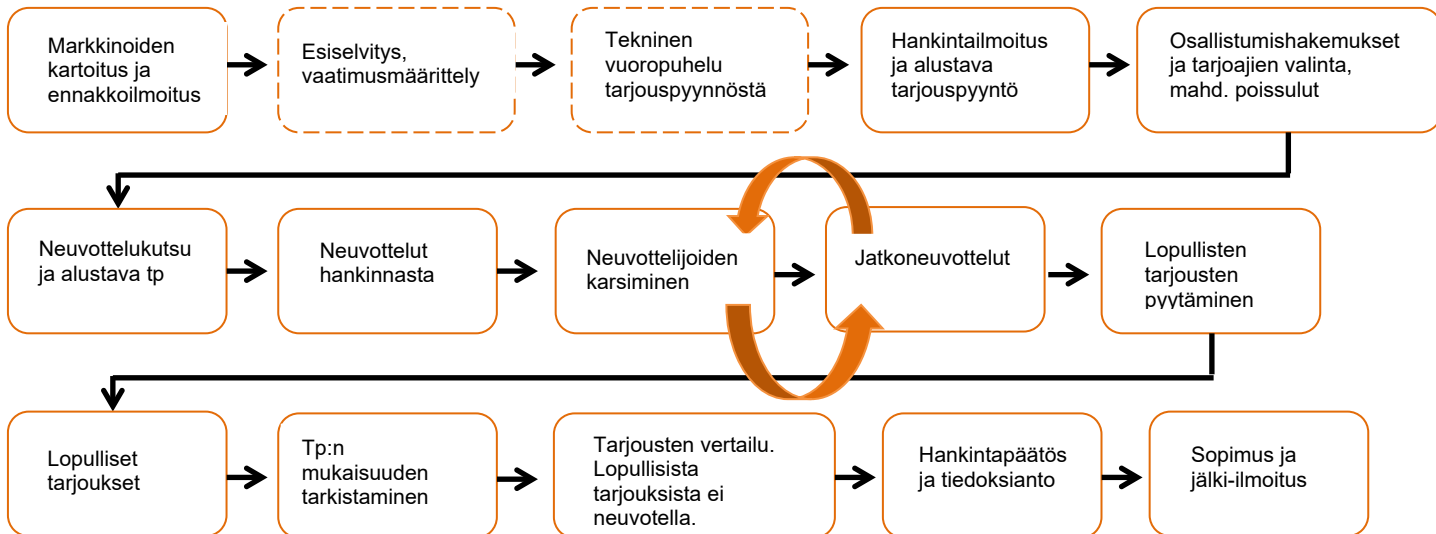 Markkinoiden
kartoitus ja
ennakkoilmoitus
Esiselvitys,
vaatimusmäärittely
Tekninen
vuoropuhelu
tarjouspyynnöstä
Hankintailmoitus
ja alustava
tarjouspyyntö
Osallistumishakemukset
ja tarjoajien valinta,
mahd. poissulut
Neuvottelukutsu
ja alustava tp
Neuvottelut
hankinnasta
Neuvottelijoiden
karsiminen
Jatkoneuvottelut
Lopullisten
tarjousten
pyytäminen
Lopulliset
tarjoukset
Tp:n
mukaisuuden
tarkistaminen
Tarjousten vertailu.
Lopullisista
tarjouksista ei
neuvotella.
Hankintapäätös
ja tiedoksianto
Sopimus ja
jälki-ilmoitus